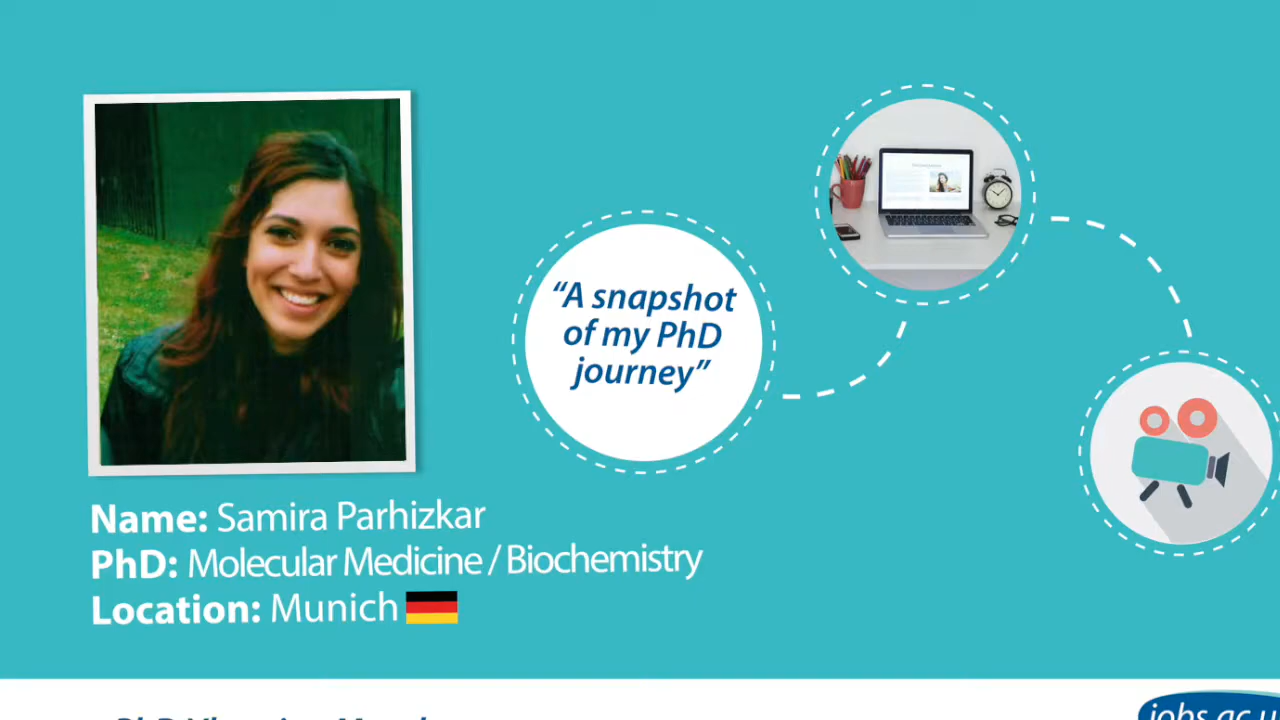 “A snapshot
of my PhD
journey”
Name: Samira Parhizkar
PhD: Molecular Medicine / Biochemistry
Location: Munich